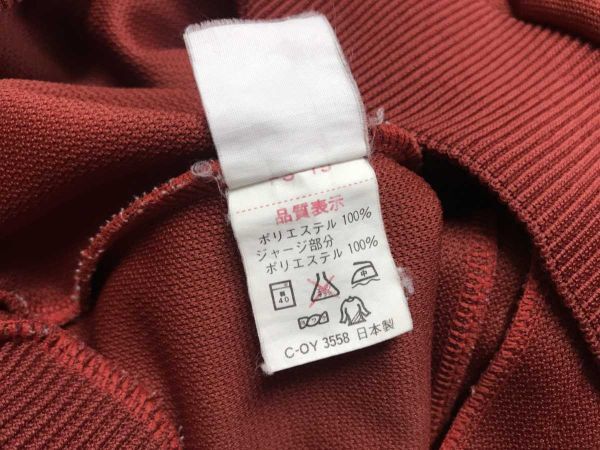 品質表示
ポリエステル 100%
ジャージ部分
ポリエステル 100%
40 中
C-OY 3558 日本製